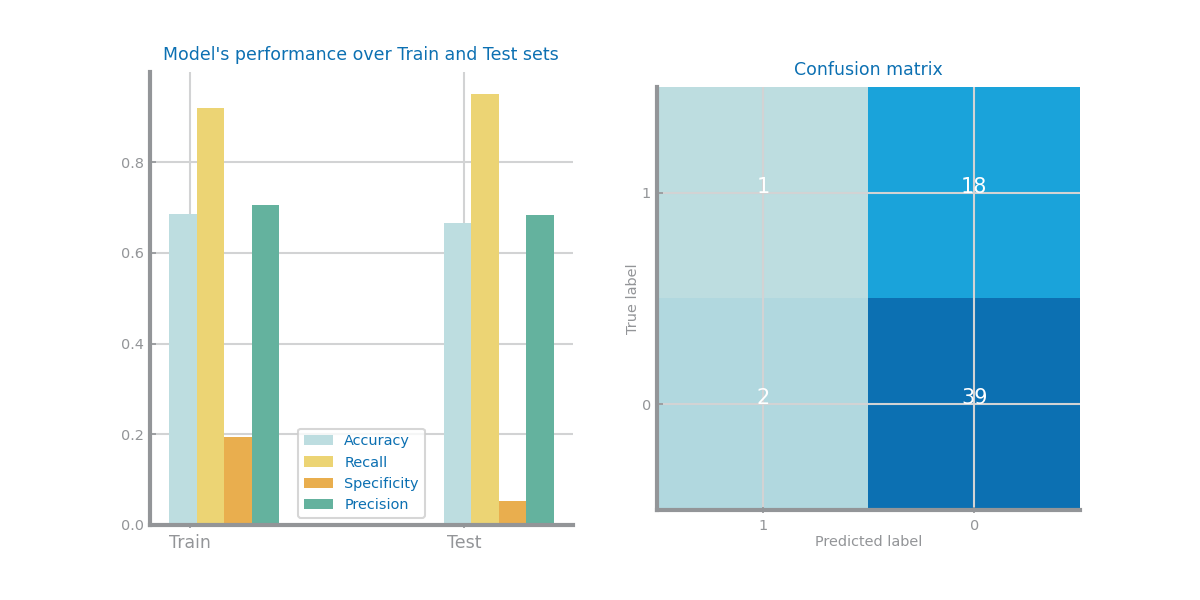 Model's performance over Train and Test sets
0.8
0.6
0.4
0.2
0.0
Train Test
Accuracy
Recall
Specificity
Precision
Confusion matrix
True label
1
0
1 18
2 39
1 0
Predicted label